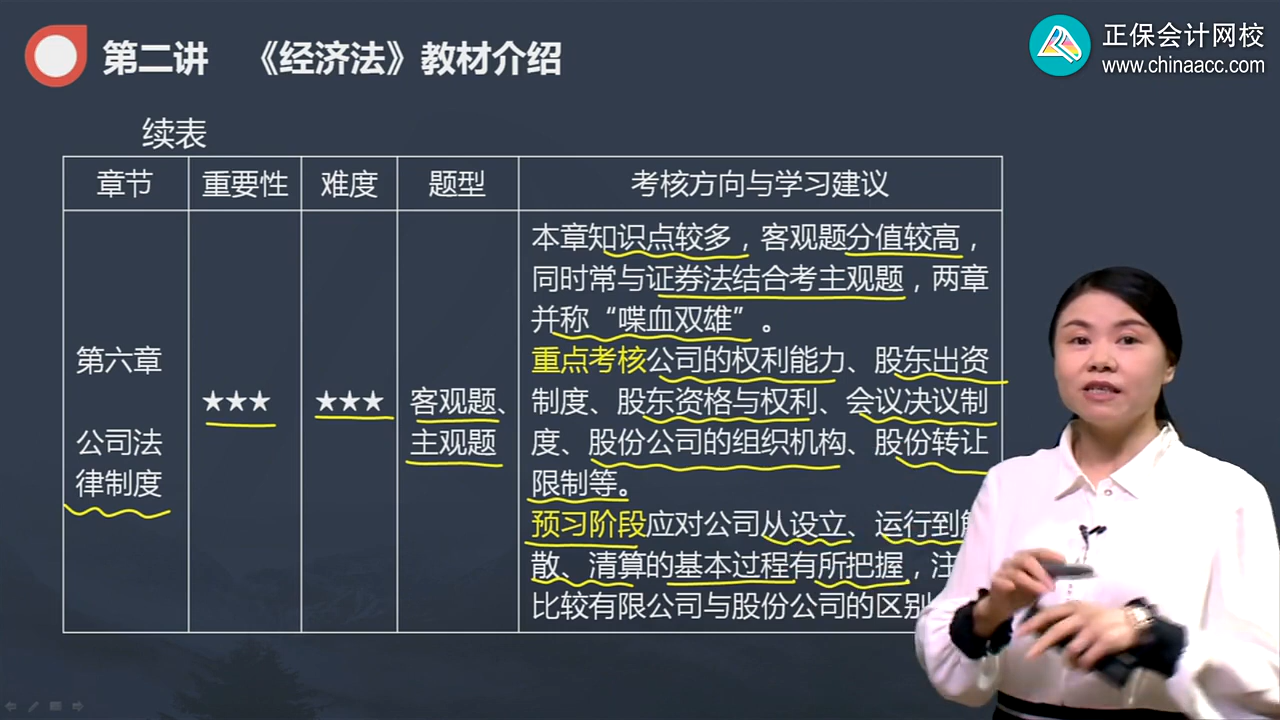 第二讲 《经济法》教材介绍
正保会计网校
www.chinaacc.com
续表
章节 重要性 难度 题型 考核方向与学习建议
第六章
公司法
律制度
★★★
★★★
客观题、
主观题
本章知识点较多，客观题分值较高，
同时常与证券法结合考主观题，两章
并称“喋血双雄”。
重点考核公司的权利能力、股东出资
制度、股东资格与权利、会议决议制
度、股份公司的组织机构、股份转让
限制等。
预习阶段应对公司从设立、运行到
散、清算的基本过程有所把握，注
比较有限公司与股份公司的区别